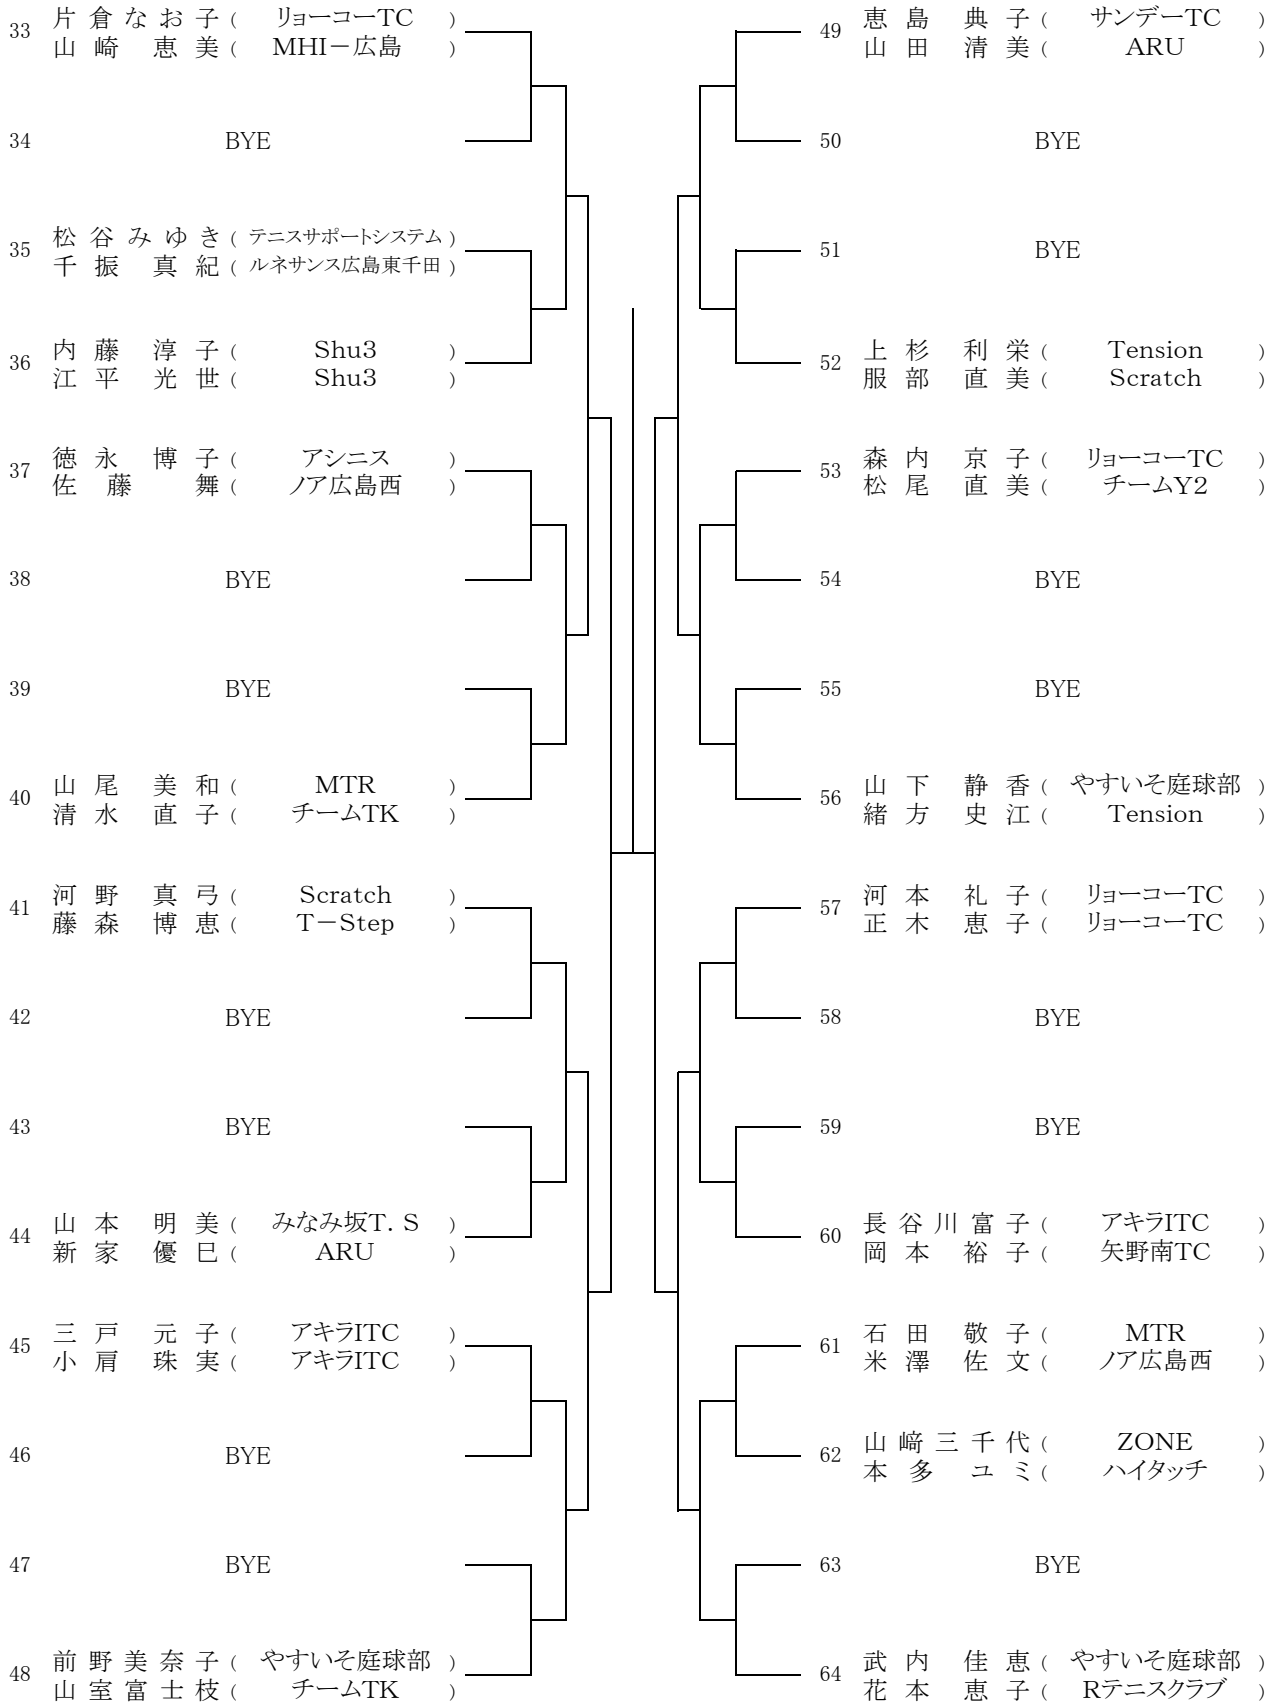 33 片倉なお子 ( リョーコーTC )
山崎 恵美 ( MHI－広島 )
34 BYE
35 松谷みゆき ( テニスサポートシステム )
千振 真紀 ( ルネサンス広島東千田 )
36 内藤 淳子 ( Shu3 )
江平 光世 ( Shu3 )
37 徳永 博子 ( アシニス )
佐藤 舞 ( ノア広島西 )
38 BYE
39 BYE
40 山尾 美和 ( MTR )
清水 直子 ( チームTK )
41 河野 真弓 ( Scratch )
藤森 博恵 ( T－Step )
42 BYE
43 BYE
44 山本 明美 ( みなみ坂T．S )
新家 優巳 ( ARU )
45 三戸 元子 ( アキラITC )
小肩 珠実 ( アキラITC )
46 BYE
47 BYE
48 前野美奈子 ( やすいそ庭球部 )
山室富士枝 ( チームTK )
49 恵島 典子 ( サンデーTC )
山田 清美 ( ARU )
50 BYE
51 BYE
52 上杉 利栄 ( Tension )
服部 直美 ( Scratch )
53 森内 京子 ( リョーコーTC )
松尾 直美 ( チームY2 )
54 BYE
55 BYE
56 山下 静香 ( やすいそ庭球部 )
緒方 史江 ( Tension )
57 河本 礼子 ( リョーコーTC )
正木 恵子 ( リョーコーTC )
58 BYE
59 BYE
60 長谷川富子 ( アキラITC )
岡本 裕子 ( 矢野南TC )
61 石田 敬子 ( MTR )
米澤 佐文 ( ノア広島西 )
62 山﨑三千代 ( ZONE )
本多 ユミ ( ハイタッチ )
63 BYE
64 武内 佳恵 ( やすいそ庭球部 )
花本 恵子 ( Rテニスクラブ )